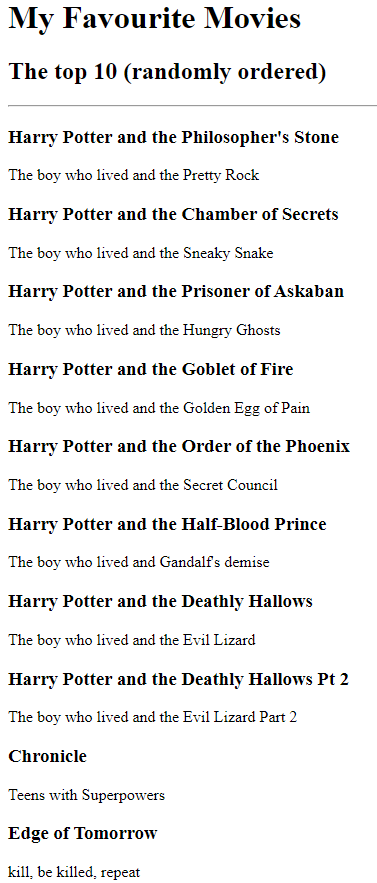 My Favourite Movies
The top 10 (randomly ordered)
Harry Potter and the Philosopher's Stone
The boy who lived and the Pretty Rock
Harry Potter and the Chamber of Secrets
The boy who lived and the Sneaky Snake
Harry Potter and the Prisoner of Askaban
The boy who lived and the Hungry Ghosts
Harry Potter and the Goblet of Fire
The boy who lived and the Golden Egg of Pain
Harry Potter and the Order of the Phoenix
The boy who lived and the Secret Council
Harry Potter and the Half-Blood Prince
The boy who lived and Gandalf's demise
Harry Potter and the Deathly Hallows
The boy who lived and the Evil Lizard
Harry Potter and the Deathly Hallows Pt 2
The boy who lived and the Evil Lizard Part 2
Chronicle
Teens with Superpowers
Edge of Tomorrow
kill, be killed, repeat